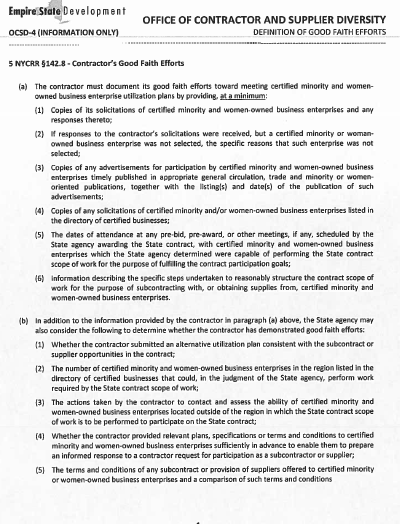 Empire State Development
OFFICE OF CONTRACTOR AND SUPPLIER DIVERSITY
OCSD-4 (INFORMATION ONLY)
DEFINITION OF GOOD FAITH EFFORTS
5 NYCRR §142.8 - Contractor's Good Faith Efforts
(a) The contractor must document its good faith efforts toward meeting certified minority and women-
owned business enterprise utilization plans by providing, at a minimum:
(1) Copies of its solicitations of certified minority and women-owned business enterprises and any
responses thereto;
(2) If responses to the contractor's solicitations were received, but a certified minority or woman-
owned business enterprise was not selected, the specific reasons that such enterprise was not
selected;
(3) Copies of any advertisements for participation by certified minority and women-owned business
enterprises timely published in appropriate general circulation, trade and minority or women-
oriented publications, together with the listing(s) and date(s) of the publication of such
advertisements;
(4) Copies of any solicitations of certified minority and/or women-owned business enterprises listed in
the directory of certified businesses;
(5) The dates of attendance at any pre-bid, pre-award, or other meetings, if any, scheduled by the
State agency awarding the State contract, with certified minority and women-owned business
enterprises which the State agency determined were capable of performing the State contract
scope of work for the purpose of fulfilling the contract participation goals;
(6) Information describing the specific steps undertaken to reasonably structure the contract scope of
work for the purpose of subcontracting with, or obtaining supplies from, certified minority and
women-owned business enterprises.
(b) In addition to the information provided by the contractor in paragraph (a) above, the State agency may
also consider the following to determine whether the contractor has demonstrated good faith efforts:
(1) Whether the contractor submitted an alternative utilization plan consistent with the subcontract or
supplier opportunities in the contract;
(2) The number of certified minority and women-owned business enterprises in the region listed in the
directory of certified businesses that could, in the judgment of the State agency, perform work
required by the State contract scope of work;
(3) The actions taken by the contractor to contact and assess the ability of certified minority and
women-owned business enterprises located outside of the region in which the State contract scope
of work is to be performed to participate on the State contract;
(4) Whether the contractor provided relevant plans, specifications or terms and conditions to certified
minority and women-owned business enterprises sufficiently in advance to enable them to prepare
an informed response to a contractor request for participation as a subcontractor or supplier;
(5) The terms and conditions of any subcontract or provision of suppliers offered to certified minority
or women-owned business enterprises and a comparison of such terms and conditions